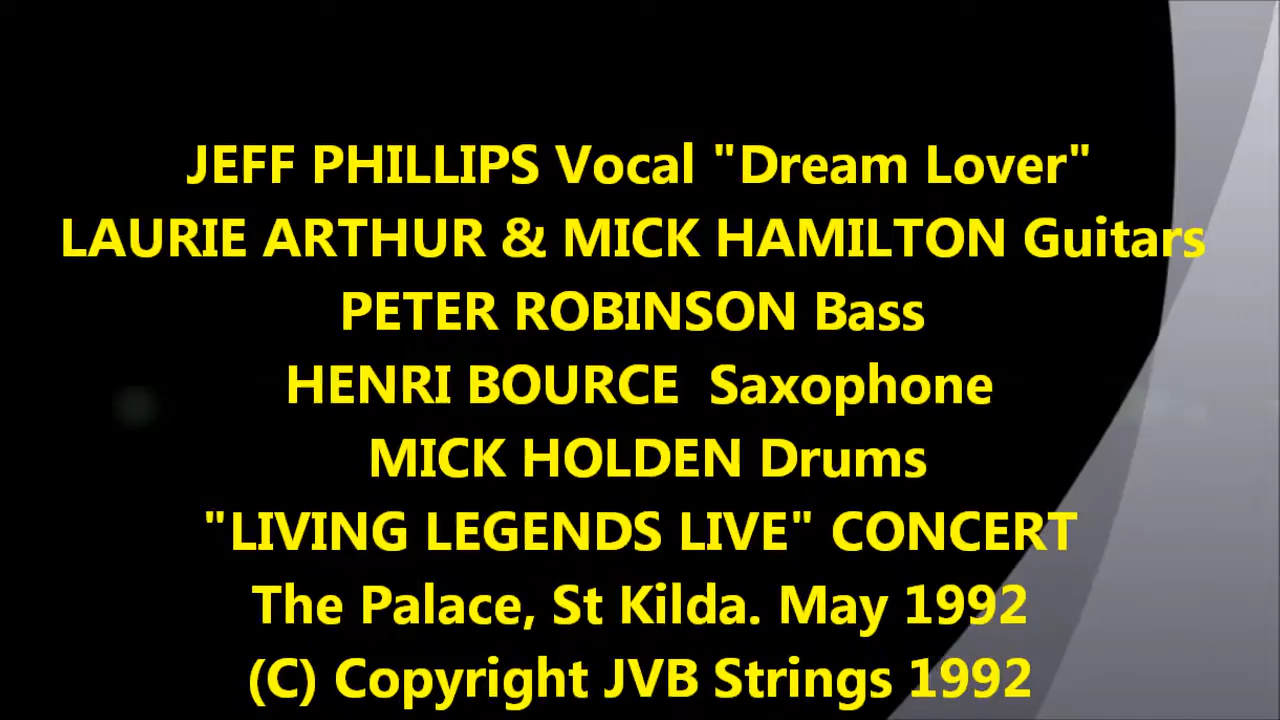 JEFF PHILLIPS Vocal "Dream Lover"
LAURIE ARTHUR & MICK HAMILTON Guitars
PETER ROBINSON Bass
HENRI BOURCE  Saxophone
MICK HOLDEN Drums
"LIVING LEGENDS LIVE" CONCERT
The Palace, St Kilda. May 1992
(C) Copyright JVB Strings 1992